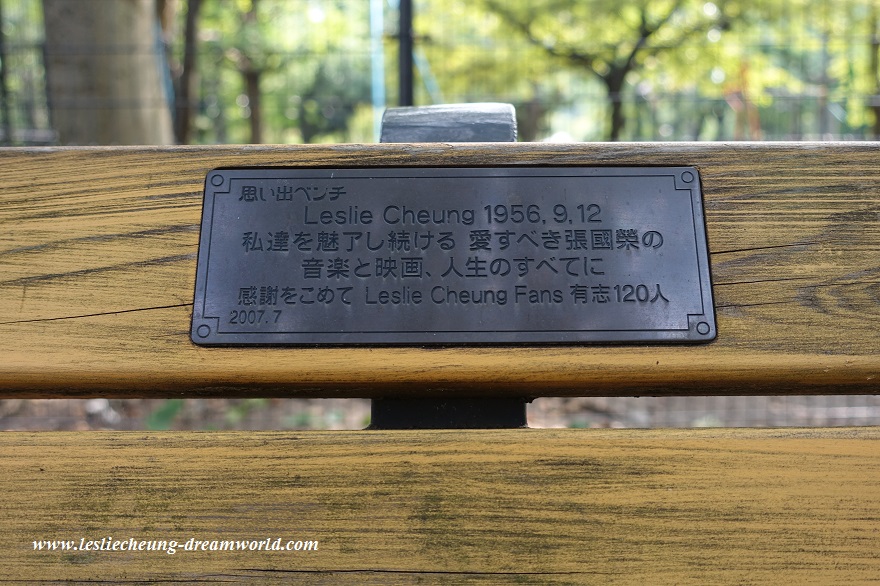 思い出ベンチ
Leslie Cheung 1956.9.12
私達を魅了し続ける 愛すべき張國榮の
音楽と映画、人生のすべてに
感謝をこめて Leslie Cheung Fans 有志120人
2007.7
www.lesliecheung-dreamworld.com